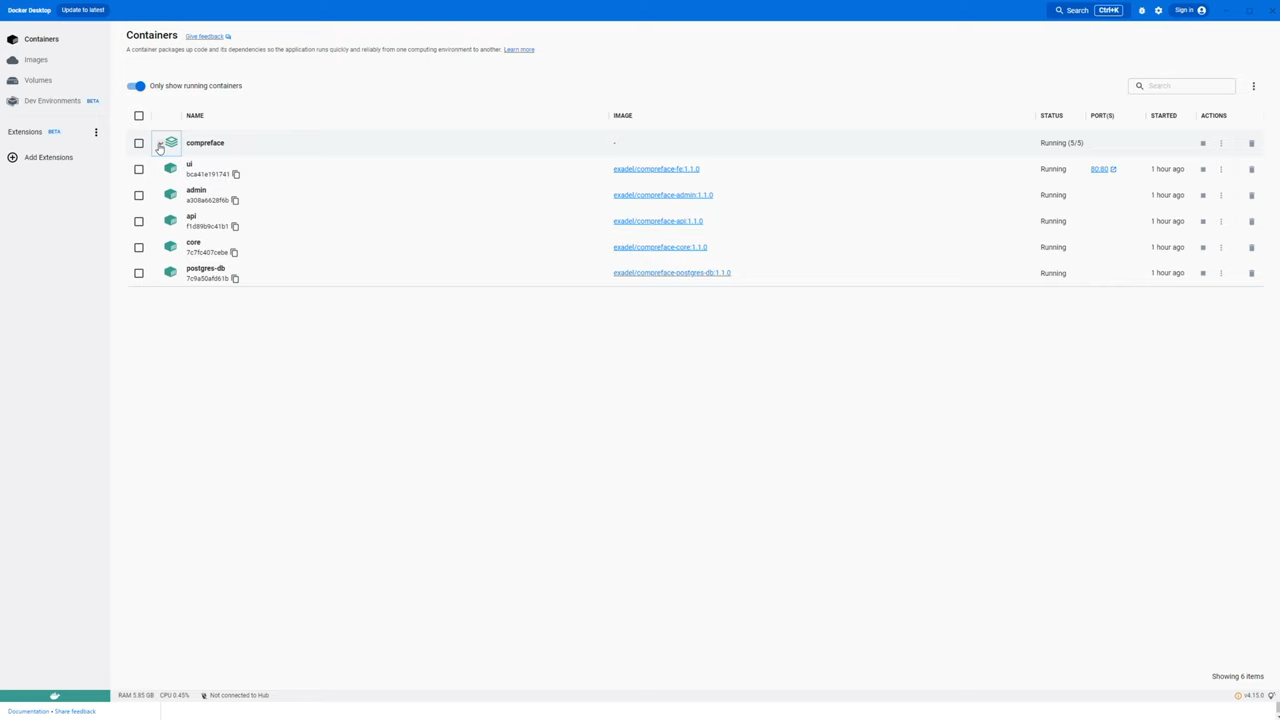 Docker Desktop Update to latest Search Ctrl+K Sign in
Containers
Images
Volumes
Dev Environments BETA
Extensions BETA
Add Extensions
Containers Give feedback
A container packages up code and its dependencies so the application runs quickly and reliably from one computing environment to another. Learn more
Only show running containers Search
NAME IMAGE STATUS PORT(S) STARTED ACTIONS
compreface - Running (5/5)
ui
bca41e191741 exadel/compreface-fe:1.1.0 Running 80:80 1 hour ago
admin
a308a6628f6b exadel/compreface-admin:1.1.0 Running 1 hour ago
api
f1d89b9c41b1 exadel/compreface-api:1.1.0 Running 1 hour ago
core
7c7fc407cebe exadel/compreface-core:1.1.0 Running 1 hour ago
postgres-db
7c9a50afd61b exadel/compreface-postgres-db:1.1.0 Running 1 hour ago
Showing 6 items
RAM 5.85 GB CPU 0.45% Not connected to Hub v4.15.0
Documentation • Share feedback